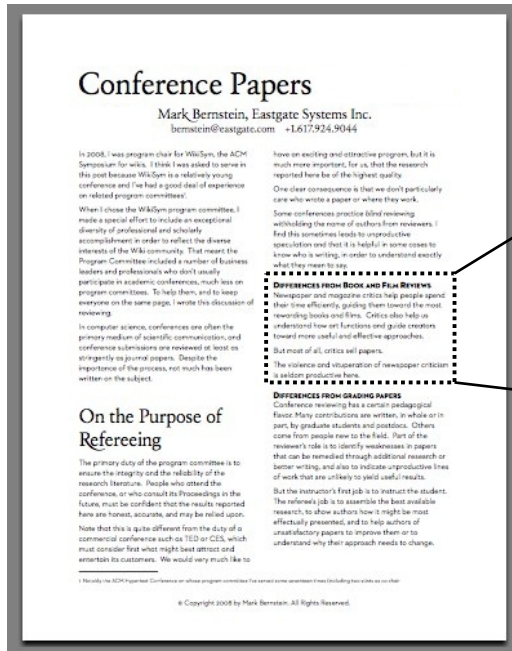 Conference Papers
Mark Bernstein, Eastgate Systems Inc.
bernstein@eastgate.com +1.617.924.9044
In 2008, I was program chair for WikiSym, the ACM
Symposium for wikis. I think I was asked to serve in
this post because WikiSym is a relatively young
conference and I've had a good deal of experience
on related program committees¹.
When I chose the WikiSym program committee, I
made a special effort to include an exceptional
diversity of professional and scholarly
accomplishment in order to reflect the diverse
interests of the Wiki community. That meant the
Program Committee included a number of business
leaders and professionals who don't usually
participate in academic conferences, much less on
program committees. To help them, and to keep
everyone on the same page, I wrote this discussion of
reviewing.
In computer science, conferences are often the
primary medium of scientific communication, and
conference submissions are reviewed at least as
stringently as journal papers. Despite the
importance of the process, not much has been
written on the subject.
On the Purpose of
Refereeing
The primary duty of the program committee is to
ensure the integrity and the reliability of the
research literature. People who attend the
conference, or who consult its Proceedings in the
future, must be confident that the results reported
here are honest, accurate, and may be relied upon.
Note that this is quite different from the duty of a
commercial conference such as TED or CES, which
must consider first what might best attract and
entertain its customers. We would very much like to
have an exciting and attractive program, but it is
much more important, for us, that the research
reported here be of the highest quality.
One clear consequence is that we don't particularly
care who wrote a paper or where they work.
Some conferences practice blind reviewing
withholding the name of authors from reviewers. I
find this sometimes leads to unproductive
speculation and that it is helpful in some cases to
know who is writing, in order to understand exactly
what they mean to say.
DIFFERENCES FROM BOOK AND FILM REVIEWS
Newspaper and magazine critics help people spend
their time efficiently, guiding them toward the most
rewarding books and films. Critics also help us
understand how art functions and guide creators
toward more useful and effective approaches.
But most of all, critics sell papers.
The violence and vituperation of newspaper criticism
is seldom productive here.
DIFFERENCES FROM GRADING PAPERS
Conference reviewing has a certain pedagogical
flavor. Many contributions are written, in whole or in
part, by graduate students and postdocs. Others
come from people new to the field. Part of the
reviewer's role is to identify weaknesses in papers
that can be remedied through additional research or
better writing, and also to indicate unproductive lines
of work that are unlikely to yield useful results.
But the instructor's first job is to instruct the student.
The referee's job is to assemble the best available
research, to show authors how it might be most
effectually presented, and to help authors of
unsatisfactory papers to improve them or to
understand why their approach needs to change.
1 Notably the ACM Hypertext Conference on whose program committee I've served some seventeen times (including two stints as co-chair
© Copyright 2008 by Mark Bernstein. All Rights Reserved.